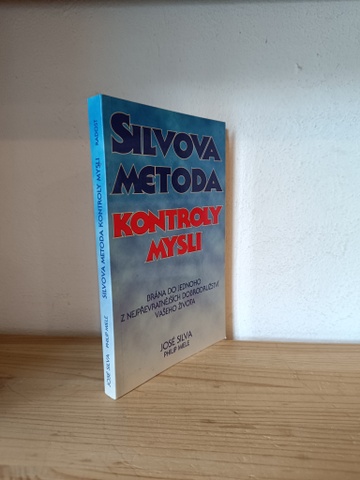 SILVOVA
METODA
KONTROLY
MYSLI
BRÁNA DO JEDNOHO
Z NEJPŘEVRATNĚJŠÍCH DOBRODRUŽSTVÍ
VAŠEHO ŽIVOTA
JOSÉ SILVA
PHILIP MIELE
JOSÉ SILVA / PHILIP MIELE SILVOVA METODA KONTROLY MYSLI RADOST